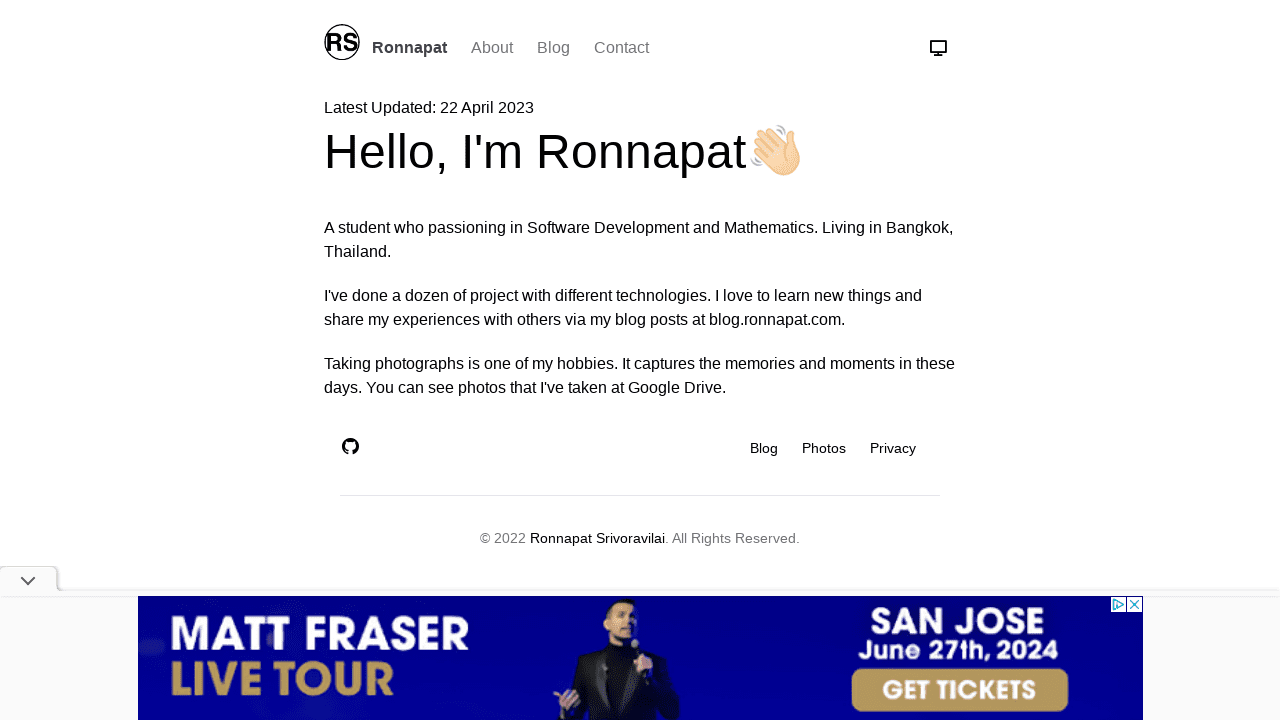 RS Ronnapat About Blog Contact
Latest Updated: 22 April 2023
Hello, I'm Ronnapat👋🏻
A student who passioning in Software Development and Mathematics. Living in Bangkok,
Thailand.
I've done a dozen of project with different technologies. I love to learn new things and
share my experiences with others via my blog posts at blog.ronnapat.com.
Taking photographs is one of my hobbies. It captures the memories and moments in these
days. You can see photos that I've taken at Google Drive.
Blog Photos Privacy
© 2022 Ronnapat Srivoravilai. All Rights Reserved.
MATT FRASER
LIVE TOUR
SAN JOSE
June 27th, 2024
GET TICKETS